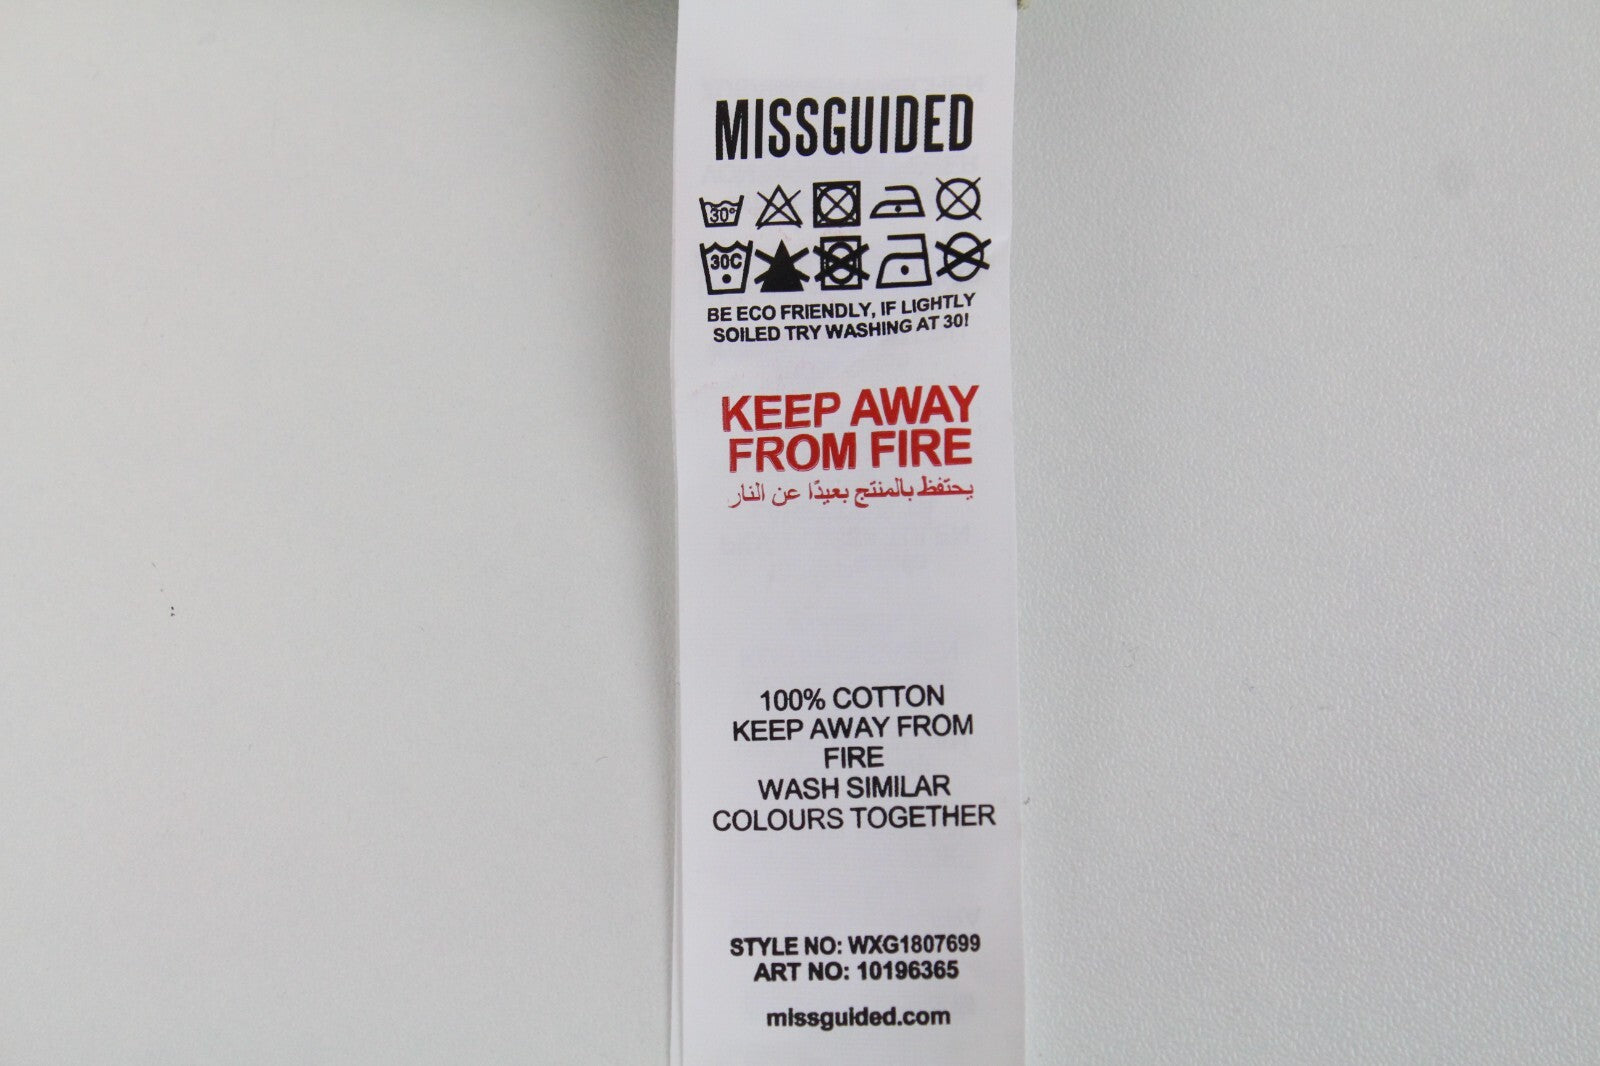 MISSGUIDED
30°
30C
BE ECO FRIENDLY, IF LIGHTLY
SOILED TRY WASHING AT 30!
KEEP AWAY
FROM FIRE
يحتفظ بالمنتج بعيدًا عن النار
100% COTTON
KEEP AWAY FROM
FIRE
WASH SIMILAR
COLOURS TOGETHER
STYLE NO: WXG1807699
ART NO: 10196365
missguided.com